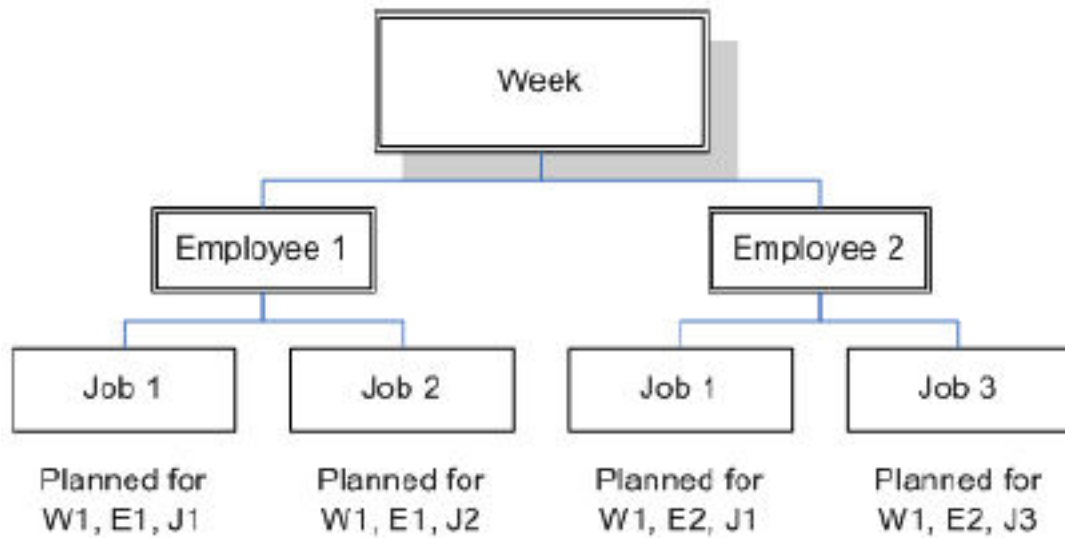 Week
Employee 1
Employee 2
Job 1
Job 2
Job 1
Job 3
Planned for
W1, E1, J1
Planned for
W1, E1, J2
Planned for
W1, E2, J1
Planned for
W1, E2, J3